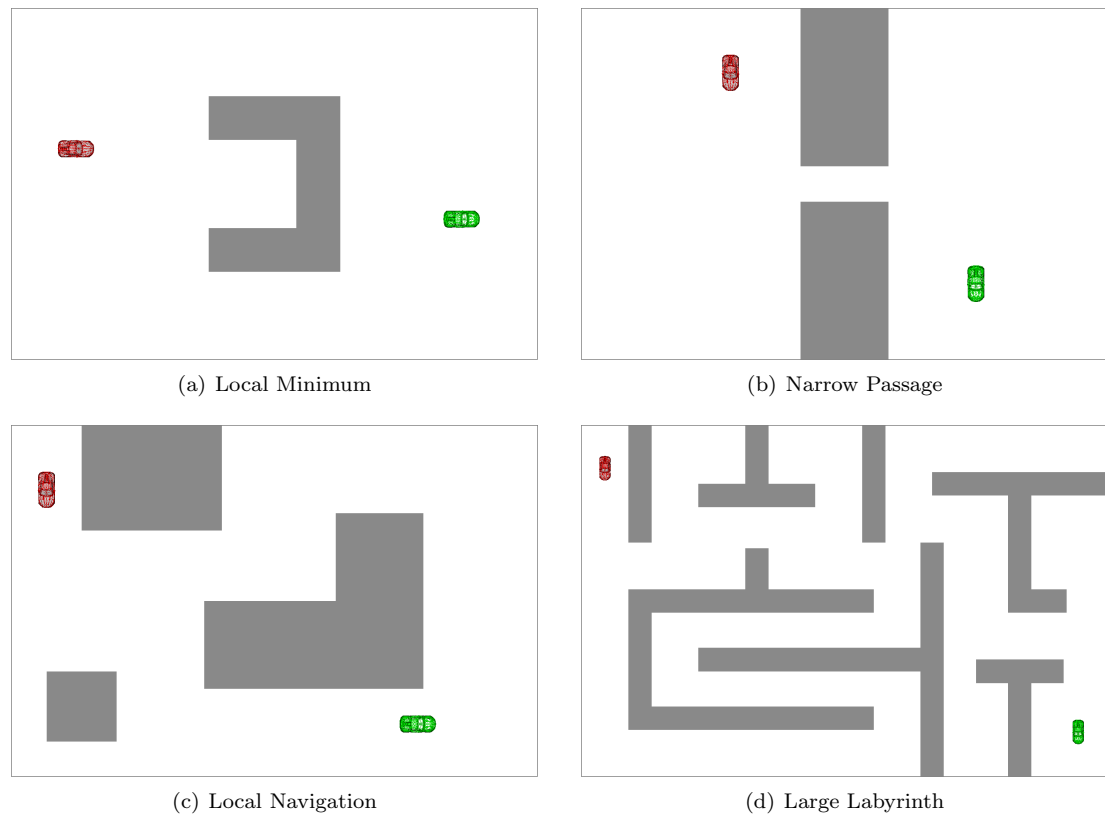 (a) Local Minimum
(b) Narrow Passage
(c) Local Navigation
(d) Large Labyrinth